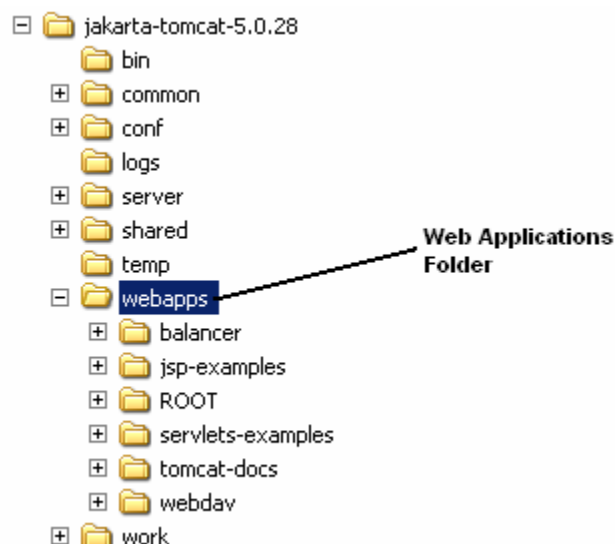 jakarta-tomcat-5.0.28
bin
common
conf
logs
server
shared
Web Applications
Folder
temp
webapps
balancer
jsp-examples
ROOT
servlets-examples
tomcat-docs
webdav
work